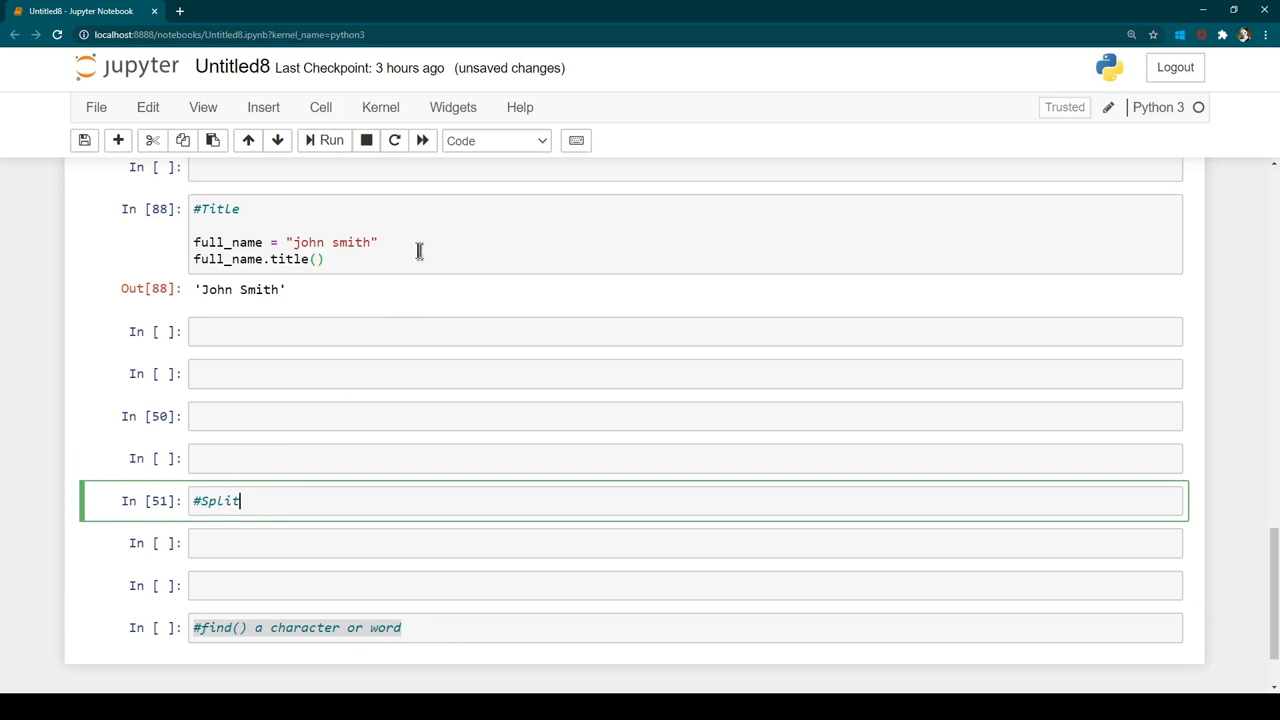 Untitled8 - Jupyter Notebook
localhost:8888/notebooks/Untitled8.ipynb?kernel_name=python3
jupyter Untitled8 Last Checkpoint: 3 hours ago (unsaved changes) Logout
File Edit View Insert Cell Kernel Widgets Help Trusted Python 3
Run Code
In [ ]:
In [88]: #Title
full_name = "john smith"
full_name.title()
Out[88]: 'John Smith'
In [ ]:
In [ ]:
In [50]:
In [ ]:
In [51]: #Split
In [ ]:
In [ ]:
In [ ]: #find() a character or word